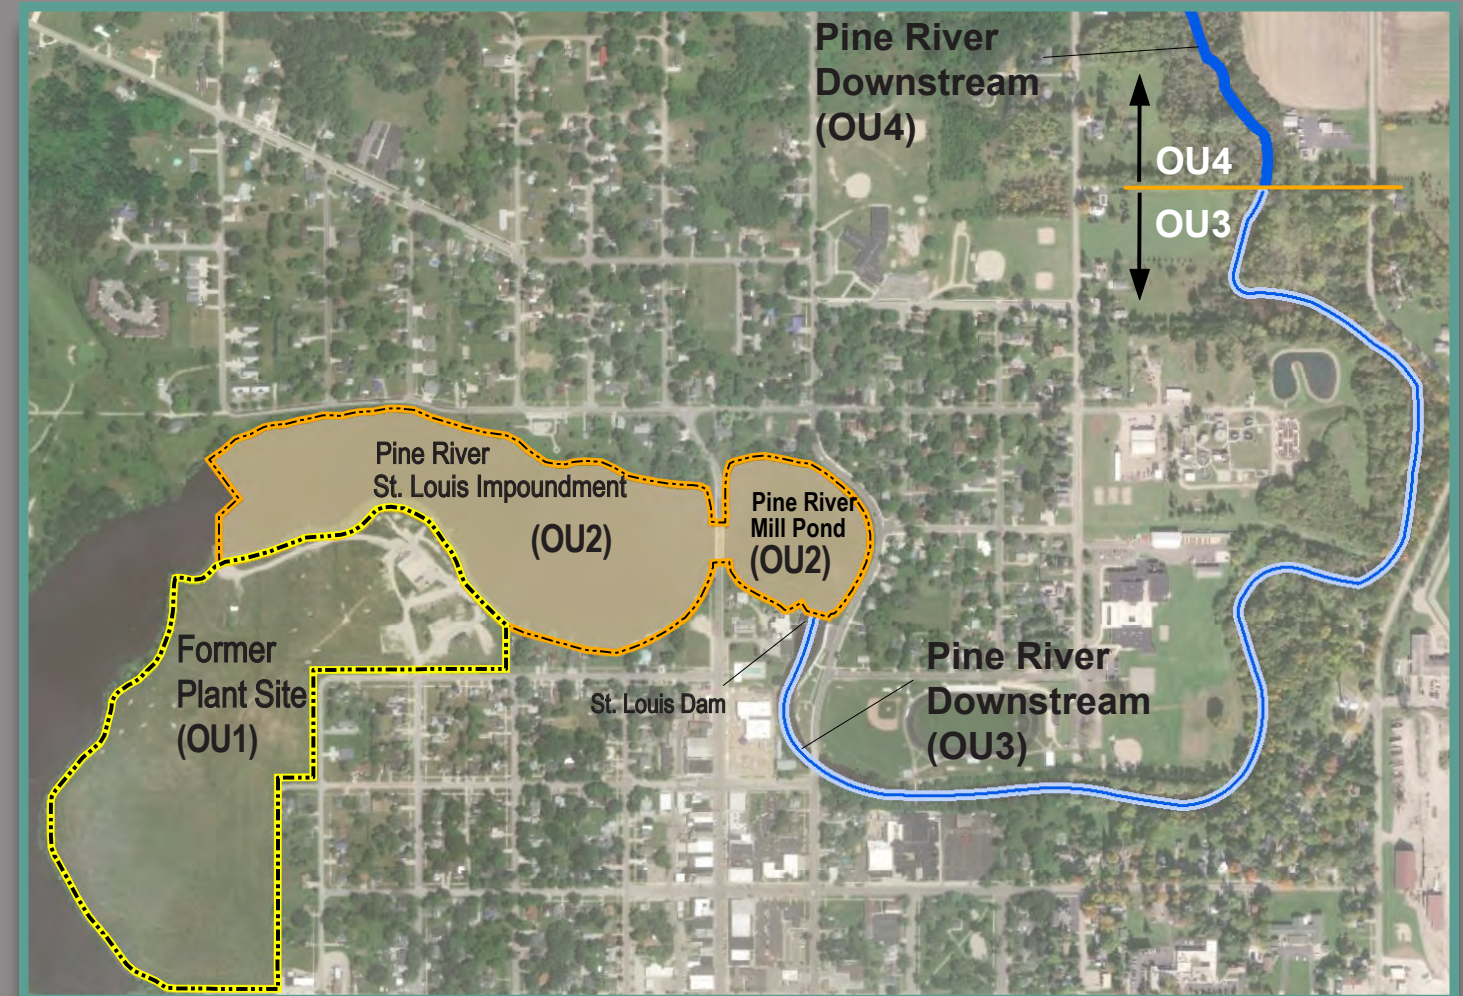 Pine River
Downstream
(OU4)
OU4
OU3
Pine River
St. Louis Impoundment
(OU2)
Pine River
Mill Pond
(OU2)
Former
Plant Site
(OU1)
St. Louis Dam
Pine River
Downstream
(OU3)